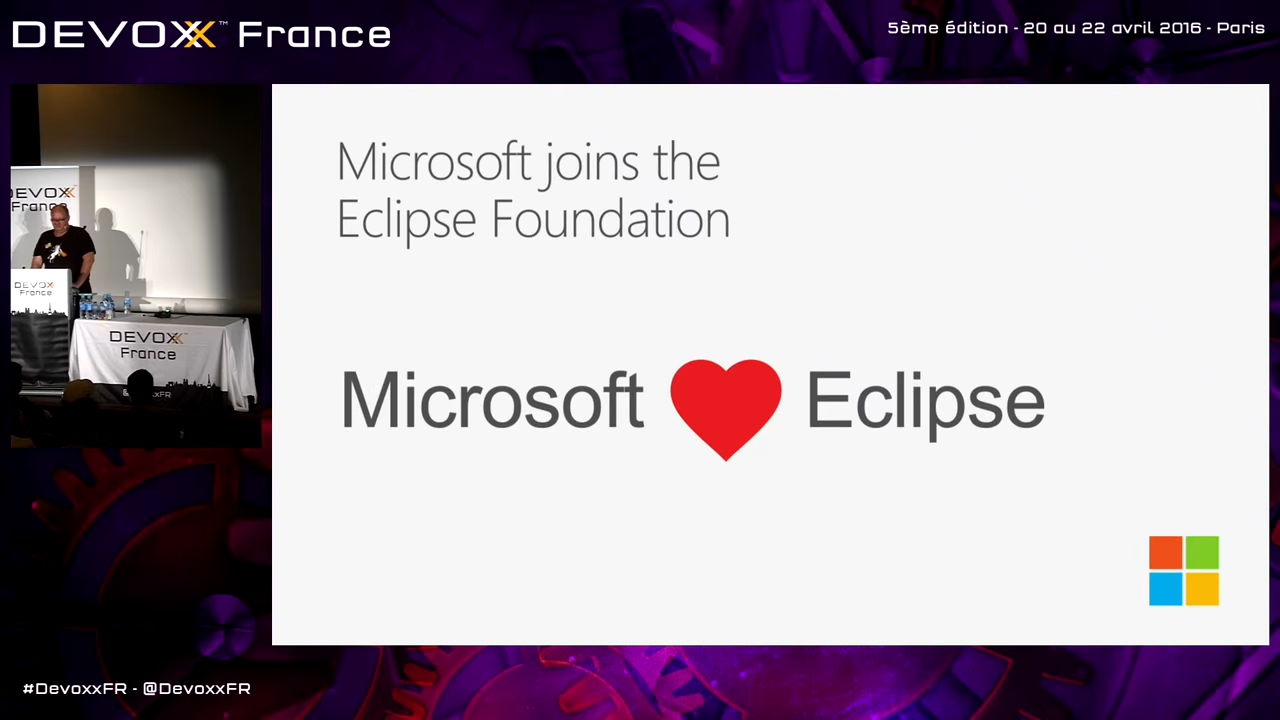 DEVOXX™ France
5ème édition - 20 au 22 avril 2016 - Paris
DEVOXX
France
DEVOXX
France
DEVOXX
France
Microsoft joins the
Eclipse Foundation
Microsoft Eclipse
#DevoxxFR - @DevoxxFR